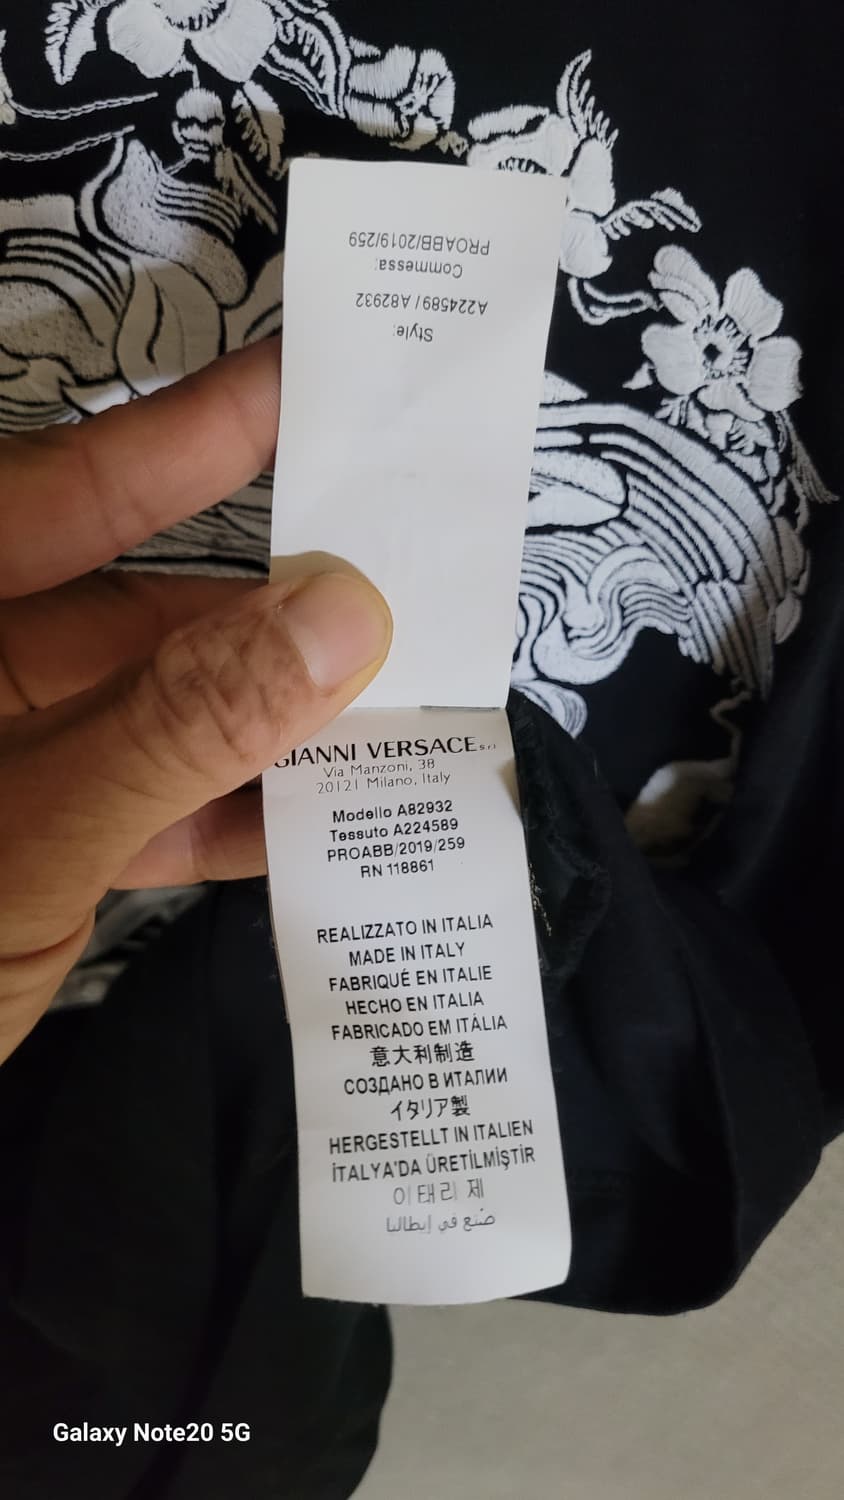 Style:
A224589 / A82932
Commessa:
PROABB/2019/259
GIANNI VERSACE s.r.l
Via Manzoni, 38
20121 Milano, Italy
Modello A82932
Tessuto A224589
PROABB/2019/259
RN 118861
REALIZZATO IN ITALIA
MADE IN ITALY
FABRIQUÉ EN ITALIE
HECHO EN ITALIA
FABRICADO EM ITÁLIA
意大利制造
СОЗДАНО В ИТАЛИИ
イタリア製
HERGESTELLT IN ITALIEN
İTALYA'DA ÜRETİLMİŞTİR
이태리 제
صنع في إيطاليا
Galaxy Note20 5G